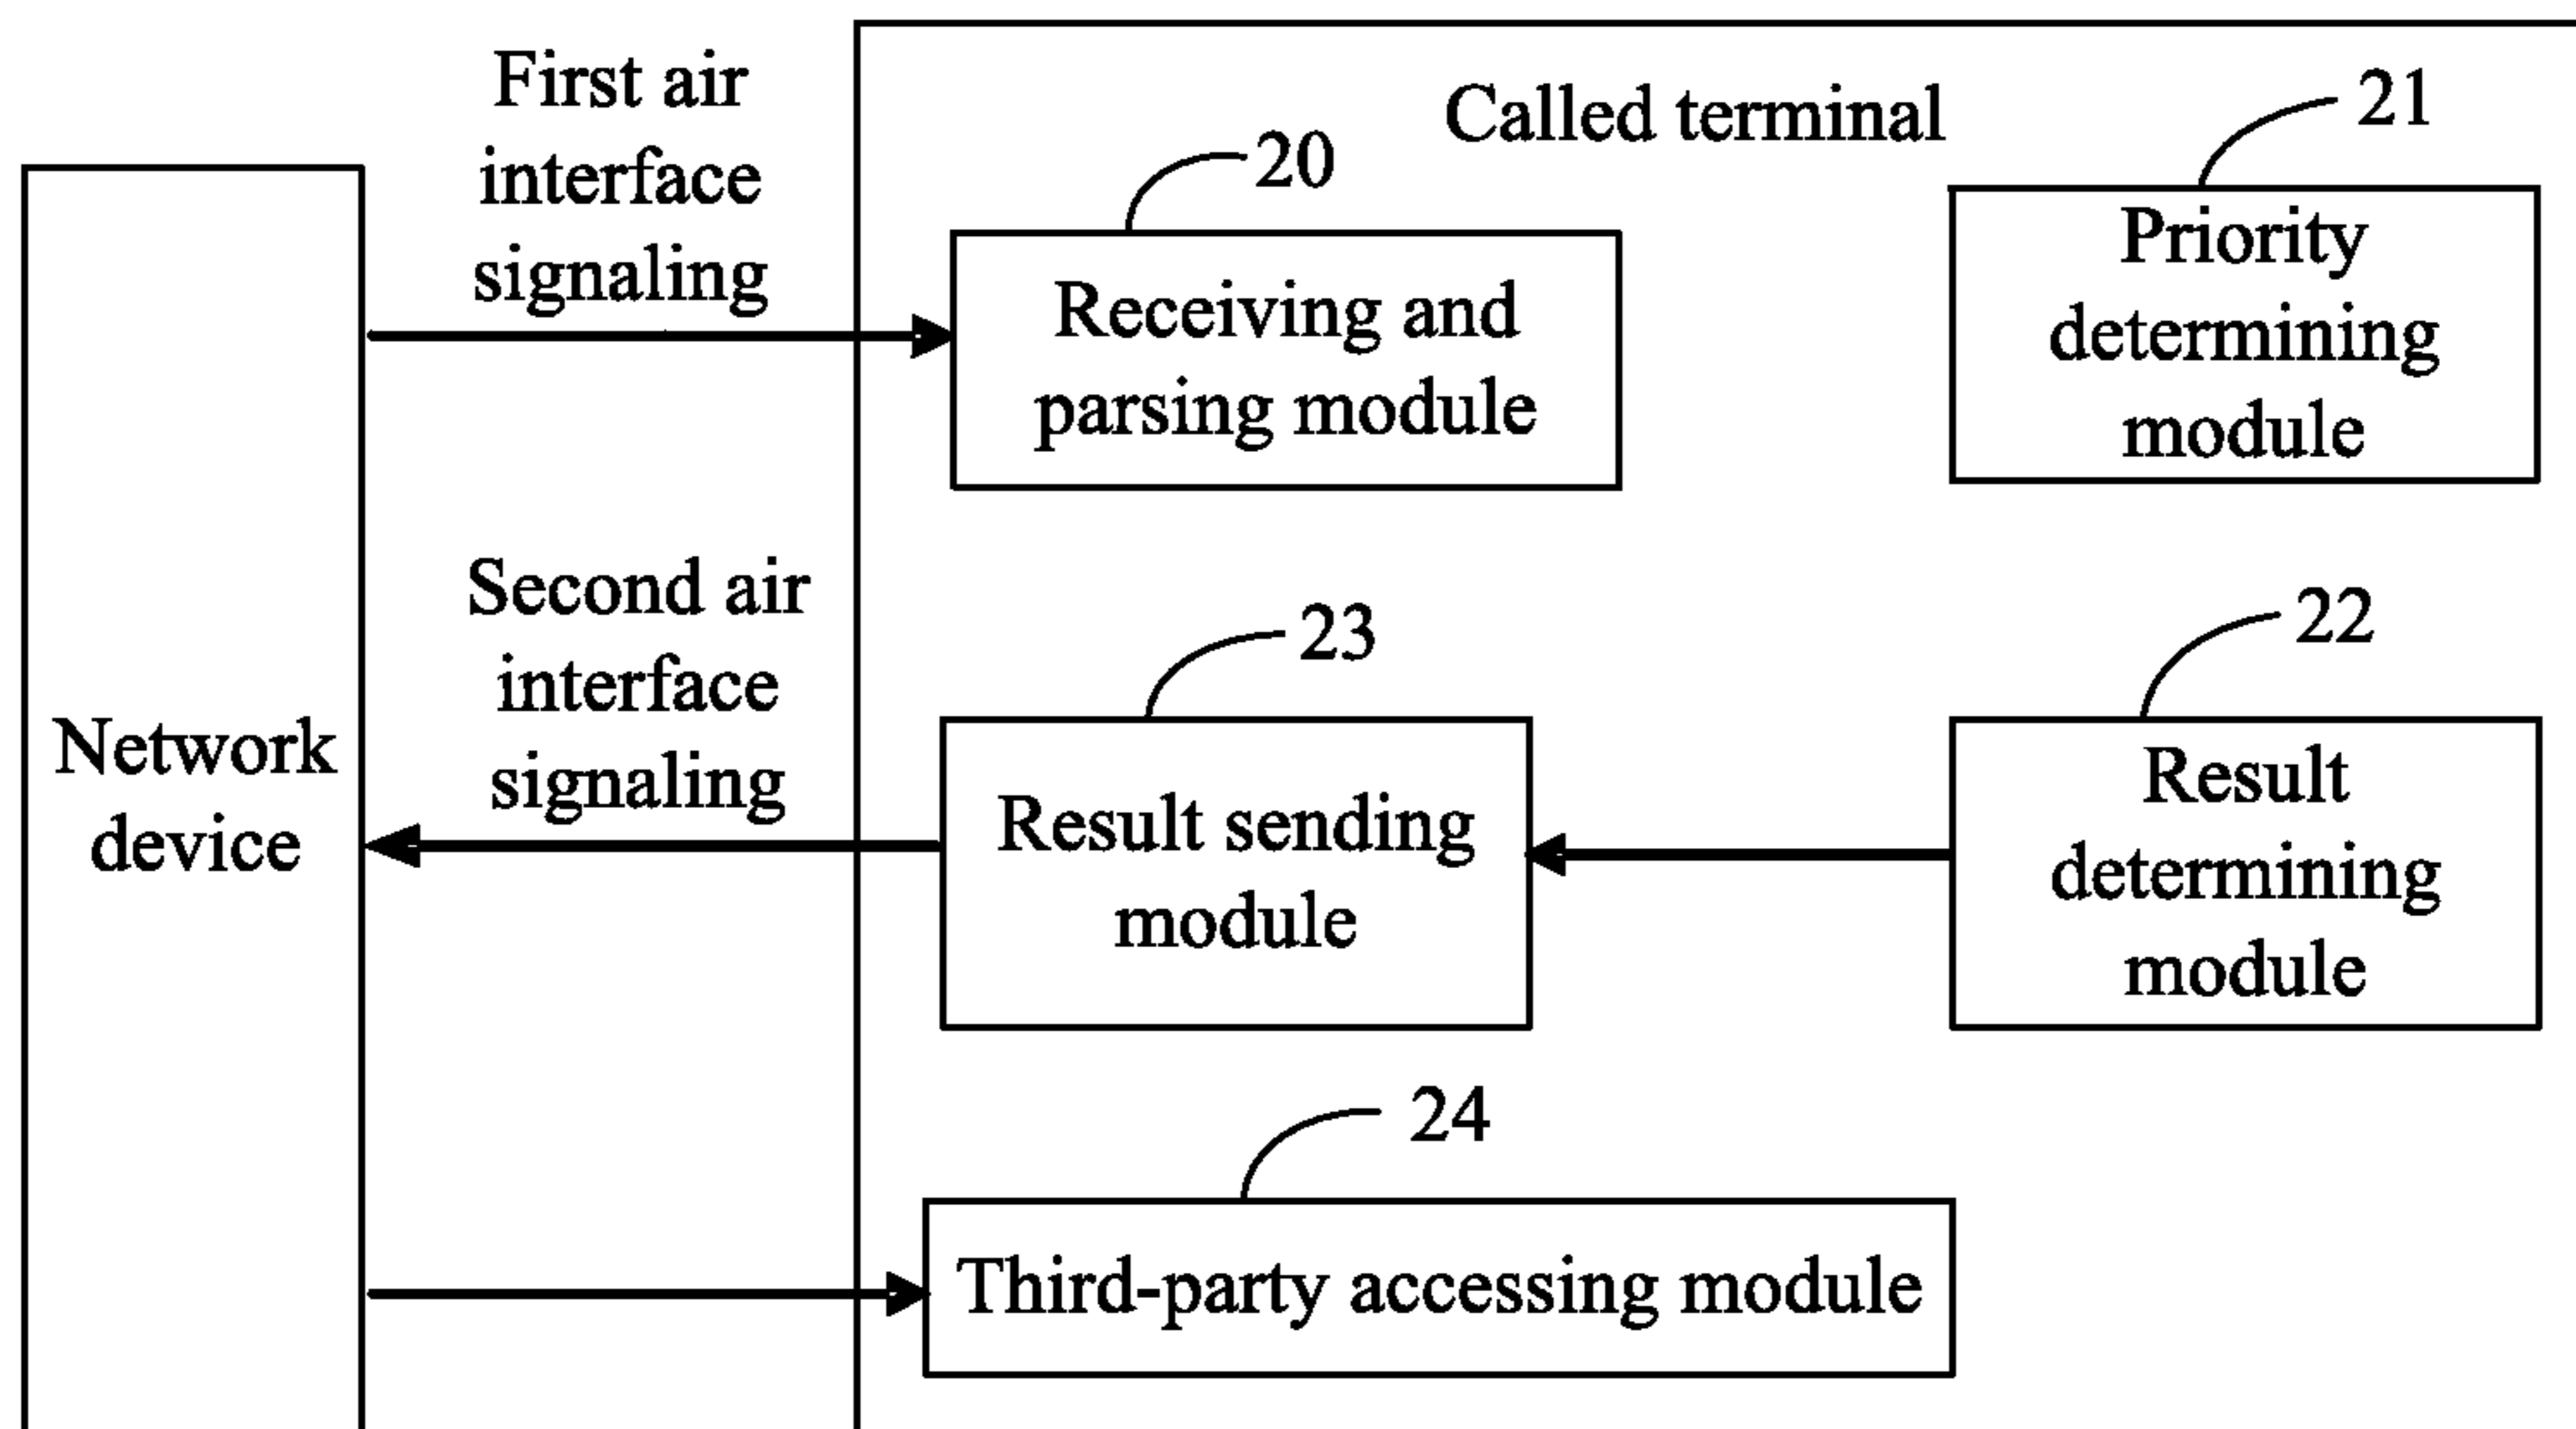 First air
interface
signaling
Called terminal
20
21
Receiving and
parsing module
Priority
determining
module
Second air
interface
signaling
23
22
Network
device
Result sending
module
Result
determining
module
24
Third-party accessing module